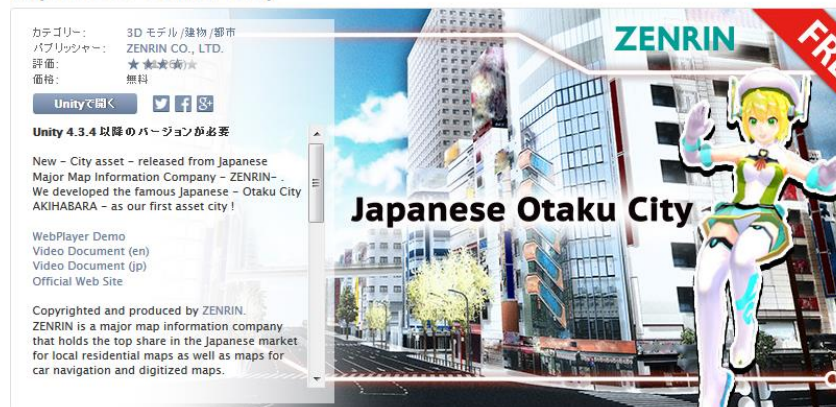 カテゴリー: 3D モデル/建物/都市
パブリッシャー: ZENRIN CO., LTD.
評価:
価格: 無料
Unityで開く
Unity 4.3.4 以降のバージョンが必要
New - City asset - released from Japanese
Major Map Information Company - ZENRIN- .
We developed the famous Japanese - Otaku City
AKIHABARA - as our first asset city !
WebPlayer Demo
Video Document (en)
Video Document (jp)
Official Web Site
Copyrighted and produced by ZENRIN.
ZENRIN is a major map information company
that holds the top share in the Japanese market
for local residential maps as well as maps for
car navigation and digitized maps.
ZENRIN
Japanese Otaku City